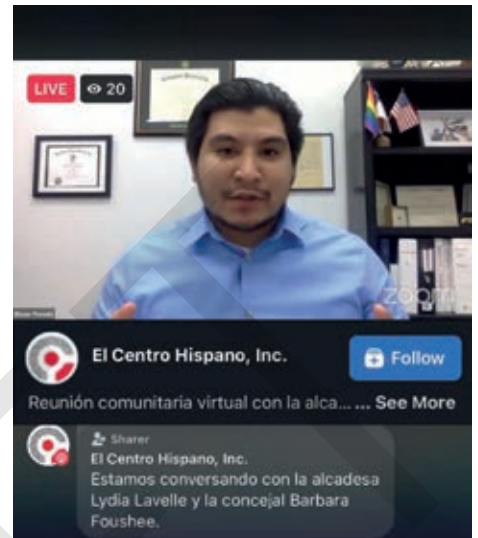 LIVE 20
zoom
El Centro Hispano, Inc.
Follow
Reunión comunitaria virtual con la alca... ... See More
Sharer
El Centro Hispano, Inc.
Estamos conversando con la alcadesa
Lydia Lavelle y la concejal Barbara
Foushee.